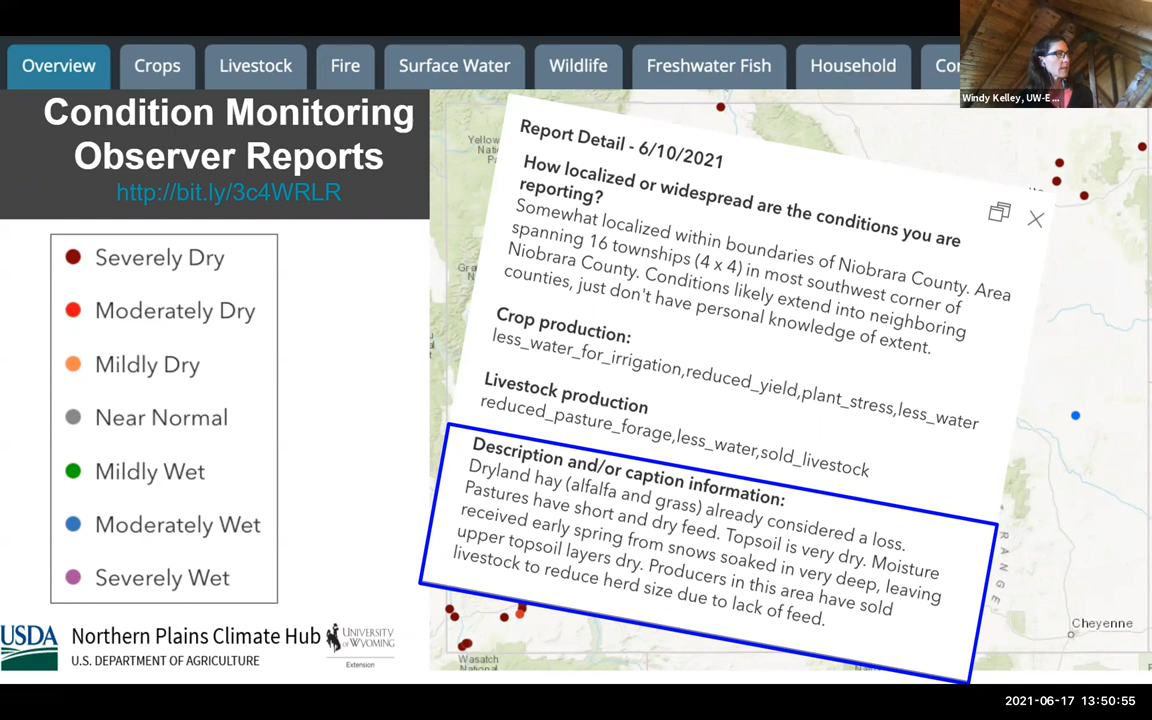 Overview
Crops
Livestock
Fire
Surface Water
Wildlife
Freshwater Fish
Household
Windy Kelley, UW-E ...
Condition Monitoring
Observer Reports
http://bit.ly/3c4WRLR
Severely Dry
Moderately Dry
Mildly Dry
Near Normal
Mildly Wet
Moderately Wet
Severely Wet
USDA
Northern Plains Climate Hub
U.S. DEPARTMENT OF AGRICULTURE
UNIVERSITY
OF WYOMING
Extension
Report Detail - 6/10/2021
How localized or widespread are the conditions you are
reporting?
Somewhat localized within boundaries of Niobrara County. Area
spanning 16 townships (4 x 4) in most southwest corner of
Niobrara County. Conditions likely extend into neighboring
counties, just don't have personal knowledge of extent.
Crop production:
less_water_for_irrigation,reduced_yield,plant_stress,less_water
Livestock production
reduced_pasture_forage,less_water,sold_livestock
Description and/or caption information:
Dryland hay (alfalfa and grass) already considered a loss.
Pastures have short and dry feed. Topsoil is very dry. Moisture
received early spring from snows soaked in very deep, leaving
upper topsoil layers dry. Producers in this area have sold
livestock to reduce herd size due to lack of feed.
RANGE
Cheyenne
Wasatch
2021-06-17 13:50:55